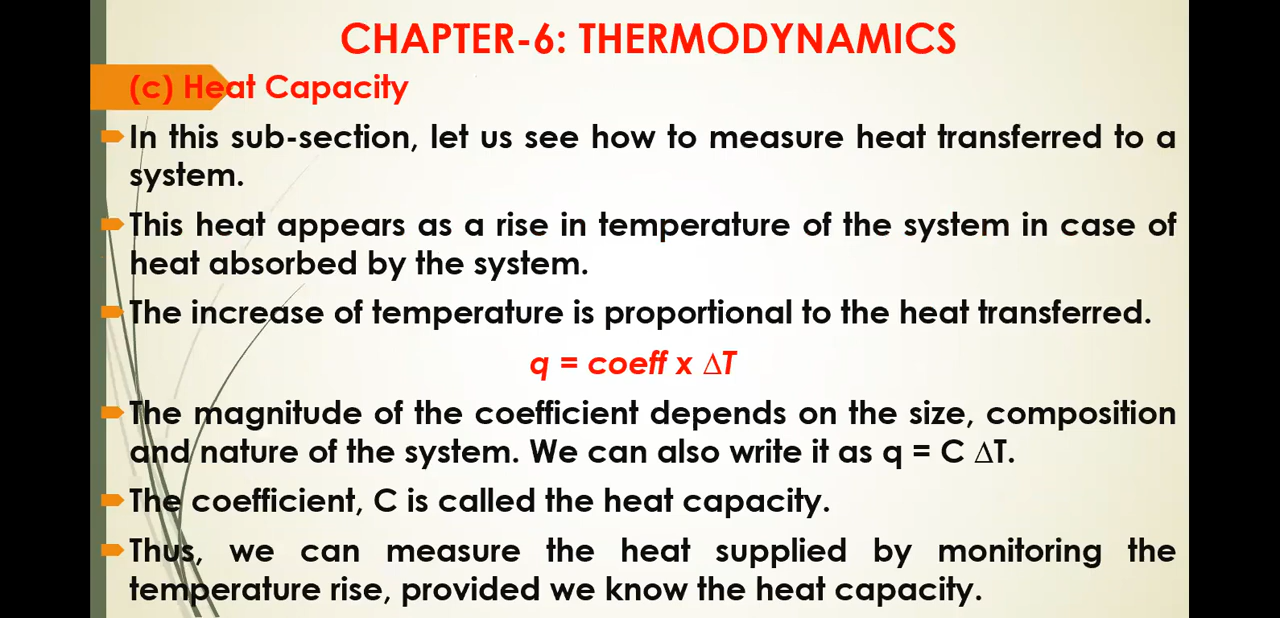 CHAPTER-6: THERMODYNAMICS
(c) Heat Capacity
In this sub-section, let us see how to measure heat transferred to a
system.
This heat appears as a rise in temperature of the system in case of
heat absorbed by the system.
The increase of temperature is proportional to the heat transferred.
q = coeff x ∆T
The magnitude of the coefficient depends on the size, composition
and nature of the system. We can also write it as q = C ∆T.
The coefficient, C is called the heat capacity.
Thus, we can measure the heat supplied by monitoring the
temperature rise, provided we know the heat capacity.